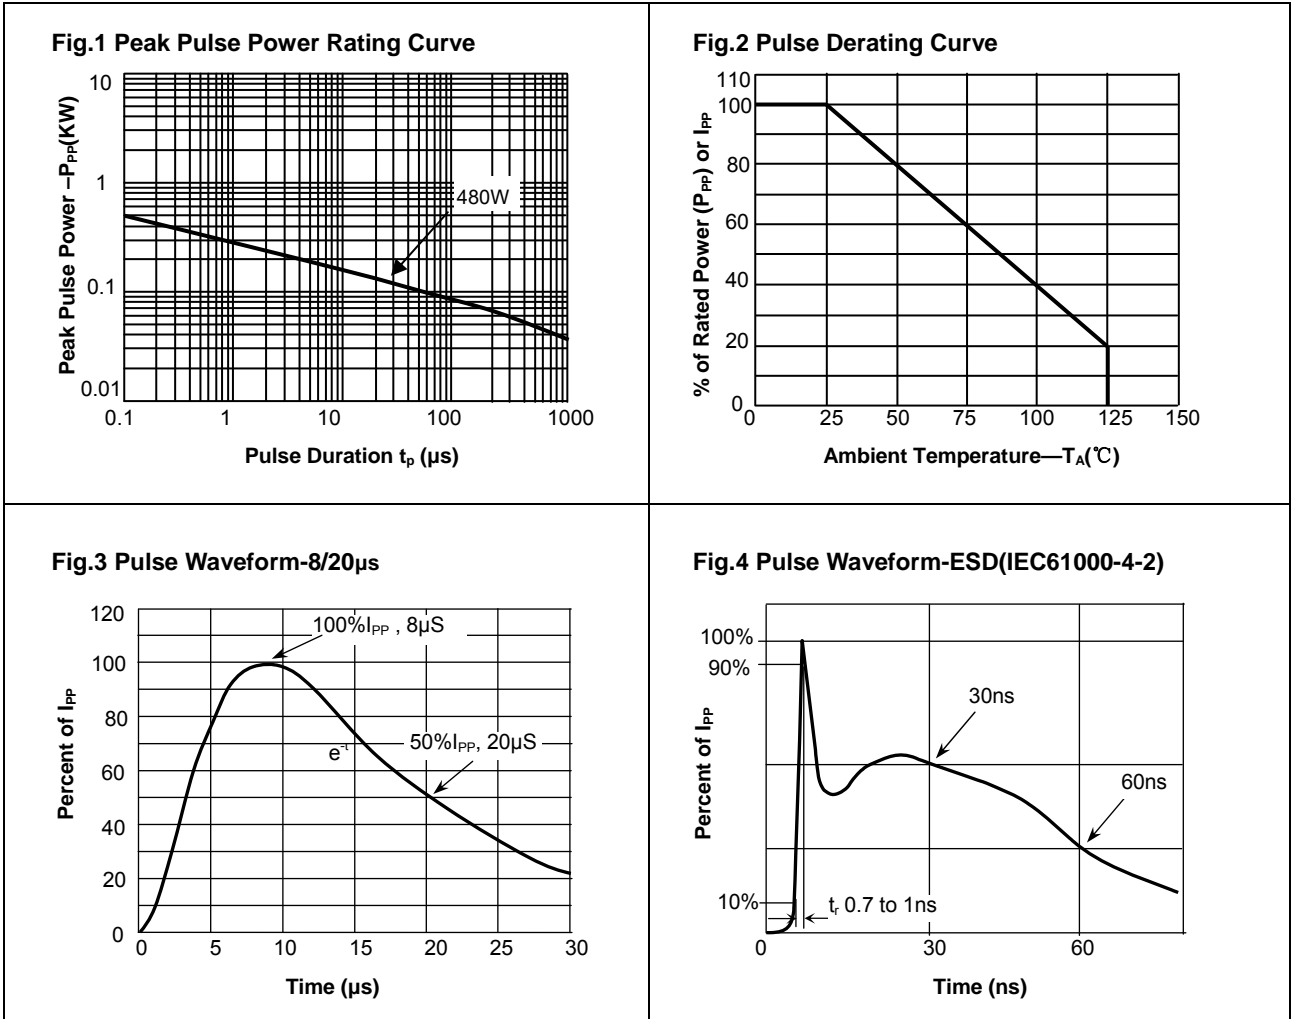 Fig.1 Peak Pulse Power Rating Curve
Peak Pulse Power –PPP(KW)
10
1
0.1
0.01
480W
0.1 1 10 100 1000
Pulse Duration tp (µs)
Fig.2 Pulse Derating Curve
% of Rated Power (PPP) or IPP
110
100
80
60
40
20
0
0 25 50 75 100 125 150
Ambient Temperature—TA(℃)
Fig.3 Pulse Waveform-8/20µs
Percent of IPP
120
100
80
60
40
20
0
100%IPP , 8µS
e-t
50%IPP, 20µS
0 5 10 15 20 25 30
Time (µs)
Fig.4 Pulse Waveform-ESD(IEC61000-4-2)
Percent of IPP
100%
90%
10%
30ns
60ns
tr 0.7 to 1ns
0 30 60
Time (ns)